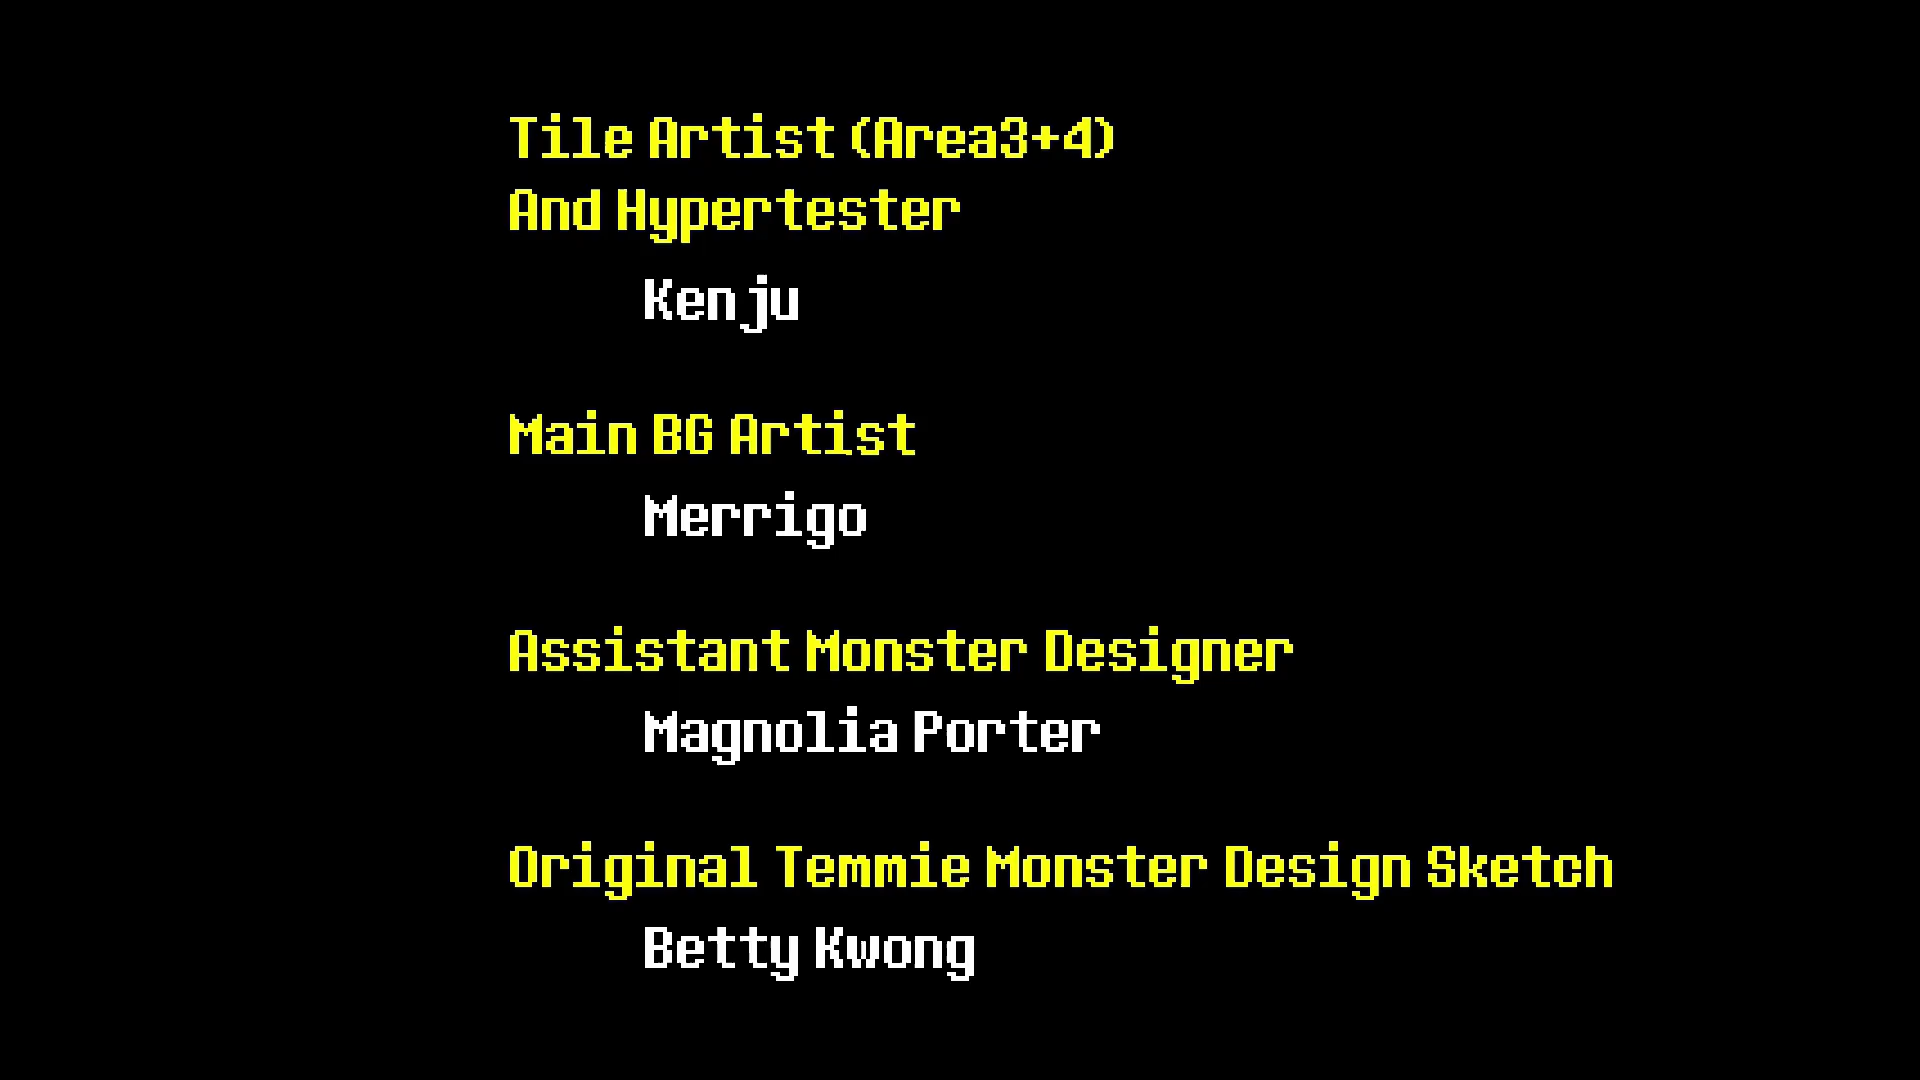 Tile Artist (Area3+4)
And Hypertester
Kenju
Main BG Artist
Merrigo
Assistant Monster Designer
Magnolia Porter
Original Temmie Monster Design Sketch
Betty Kwong